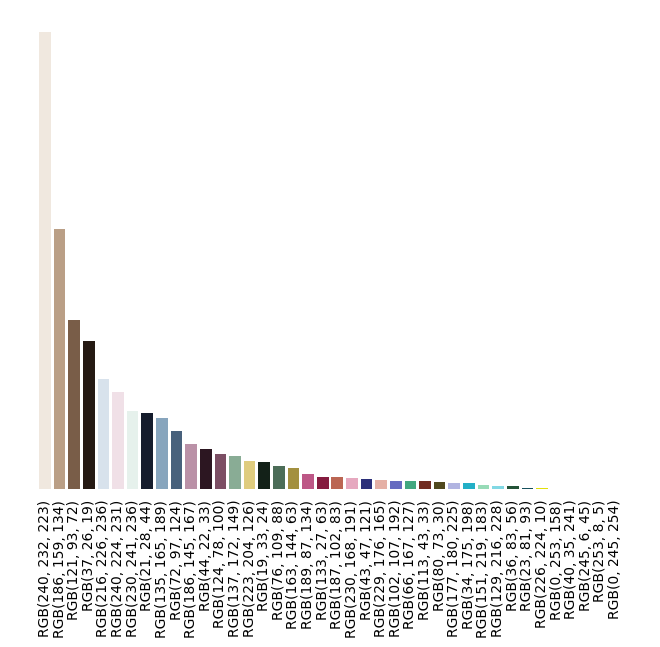 RGB(240, 232, 223)
RGB(186, 159, 134)
RGB(121, 93, 72)
RGB(37, 26, 19)
RGB(216, 226, 236)
RGB(240, 224, 231)
RGB(230, 241, 236)
RGB(21, 28, 44)
RGB(135, 165, 189)
RGB(72, 97, 124)
RGB(186, 145, 167)
RGB(44, 22, 33)
RGB(124, 78, 100)
RGB(137, 172, 149)
RGB(223, 204, 126)
RGB(19, 33, 24)
RGB(76, 109, 88)
RGB(163, 144, 63)
RGB(189, 87, 134)
RGB(133, 27, 63)
RGB(187, 102, 83)
RGB(230, 168, 191)
RGB(43, 47, 121)
RGB(229, 176, 165)
RGB(102, 107, 192)
RGB(66, 167, 127)
RGB(113, 43, 33)
RGB(80, 73, 30)
RGB(177, 180, 225)
RGB(34, 175, 198)
RGB(151, 219, 183)
RGB(129, 216, 228)
RGB(36, 83, 56)
RGB(23, 81, 93)
RGB(226, 224, 10)
RGB(0, 253, 158)
RGB(40, 35, 241)
RGB(245, 6, 45)
RGB(253, 8, 5)
RGB(0, 245, 254)